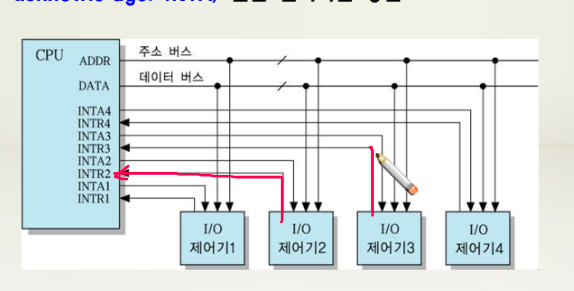 CPU
ADDR
주소 버스
DATA
데이터 버스
INTA4
INTR4
INTA3
INTR3
INTA2
INTR2
INTA1
INTR1
I/O
제어기1
I/O
제어기2
I/O
제어기3
I/O
제어기4